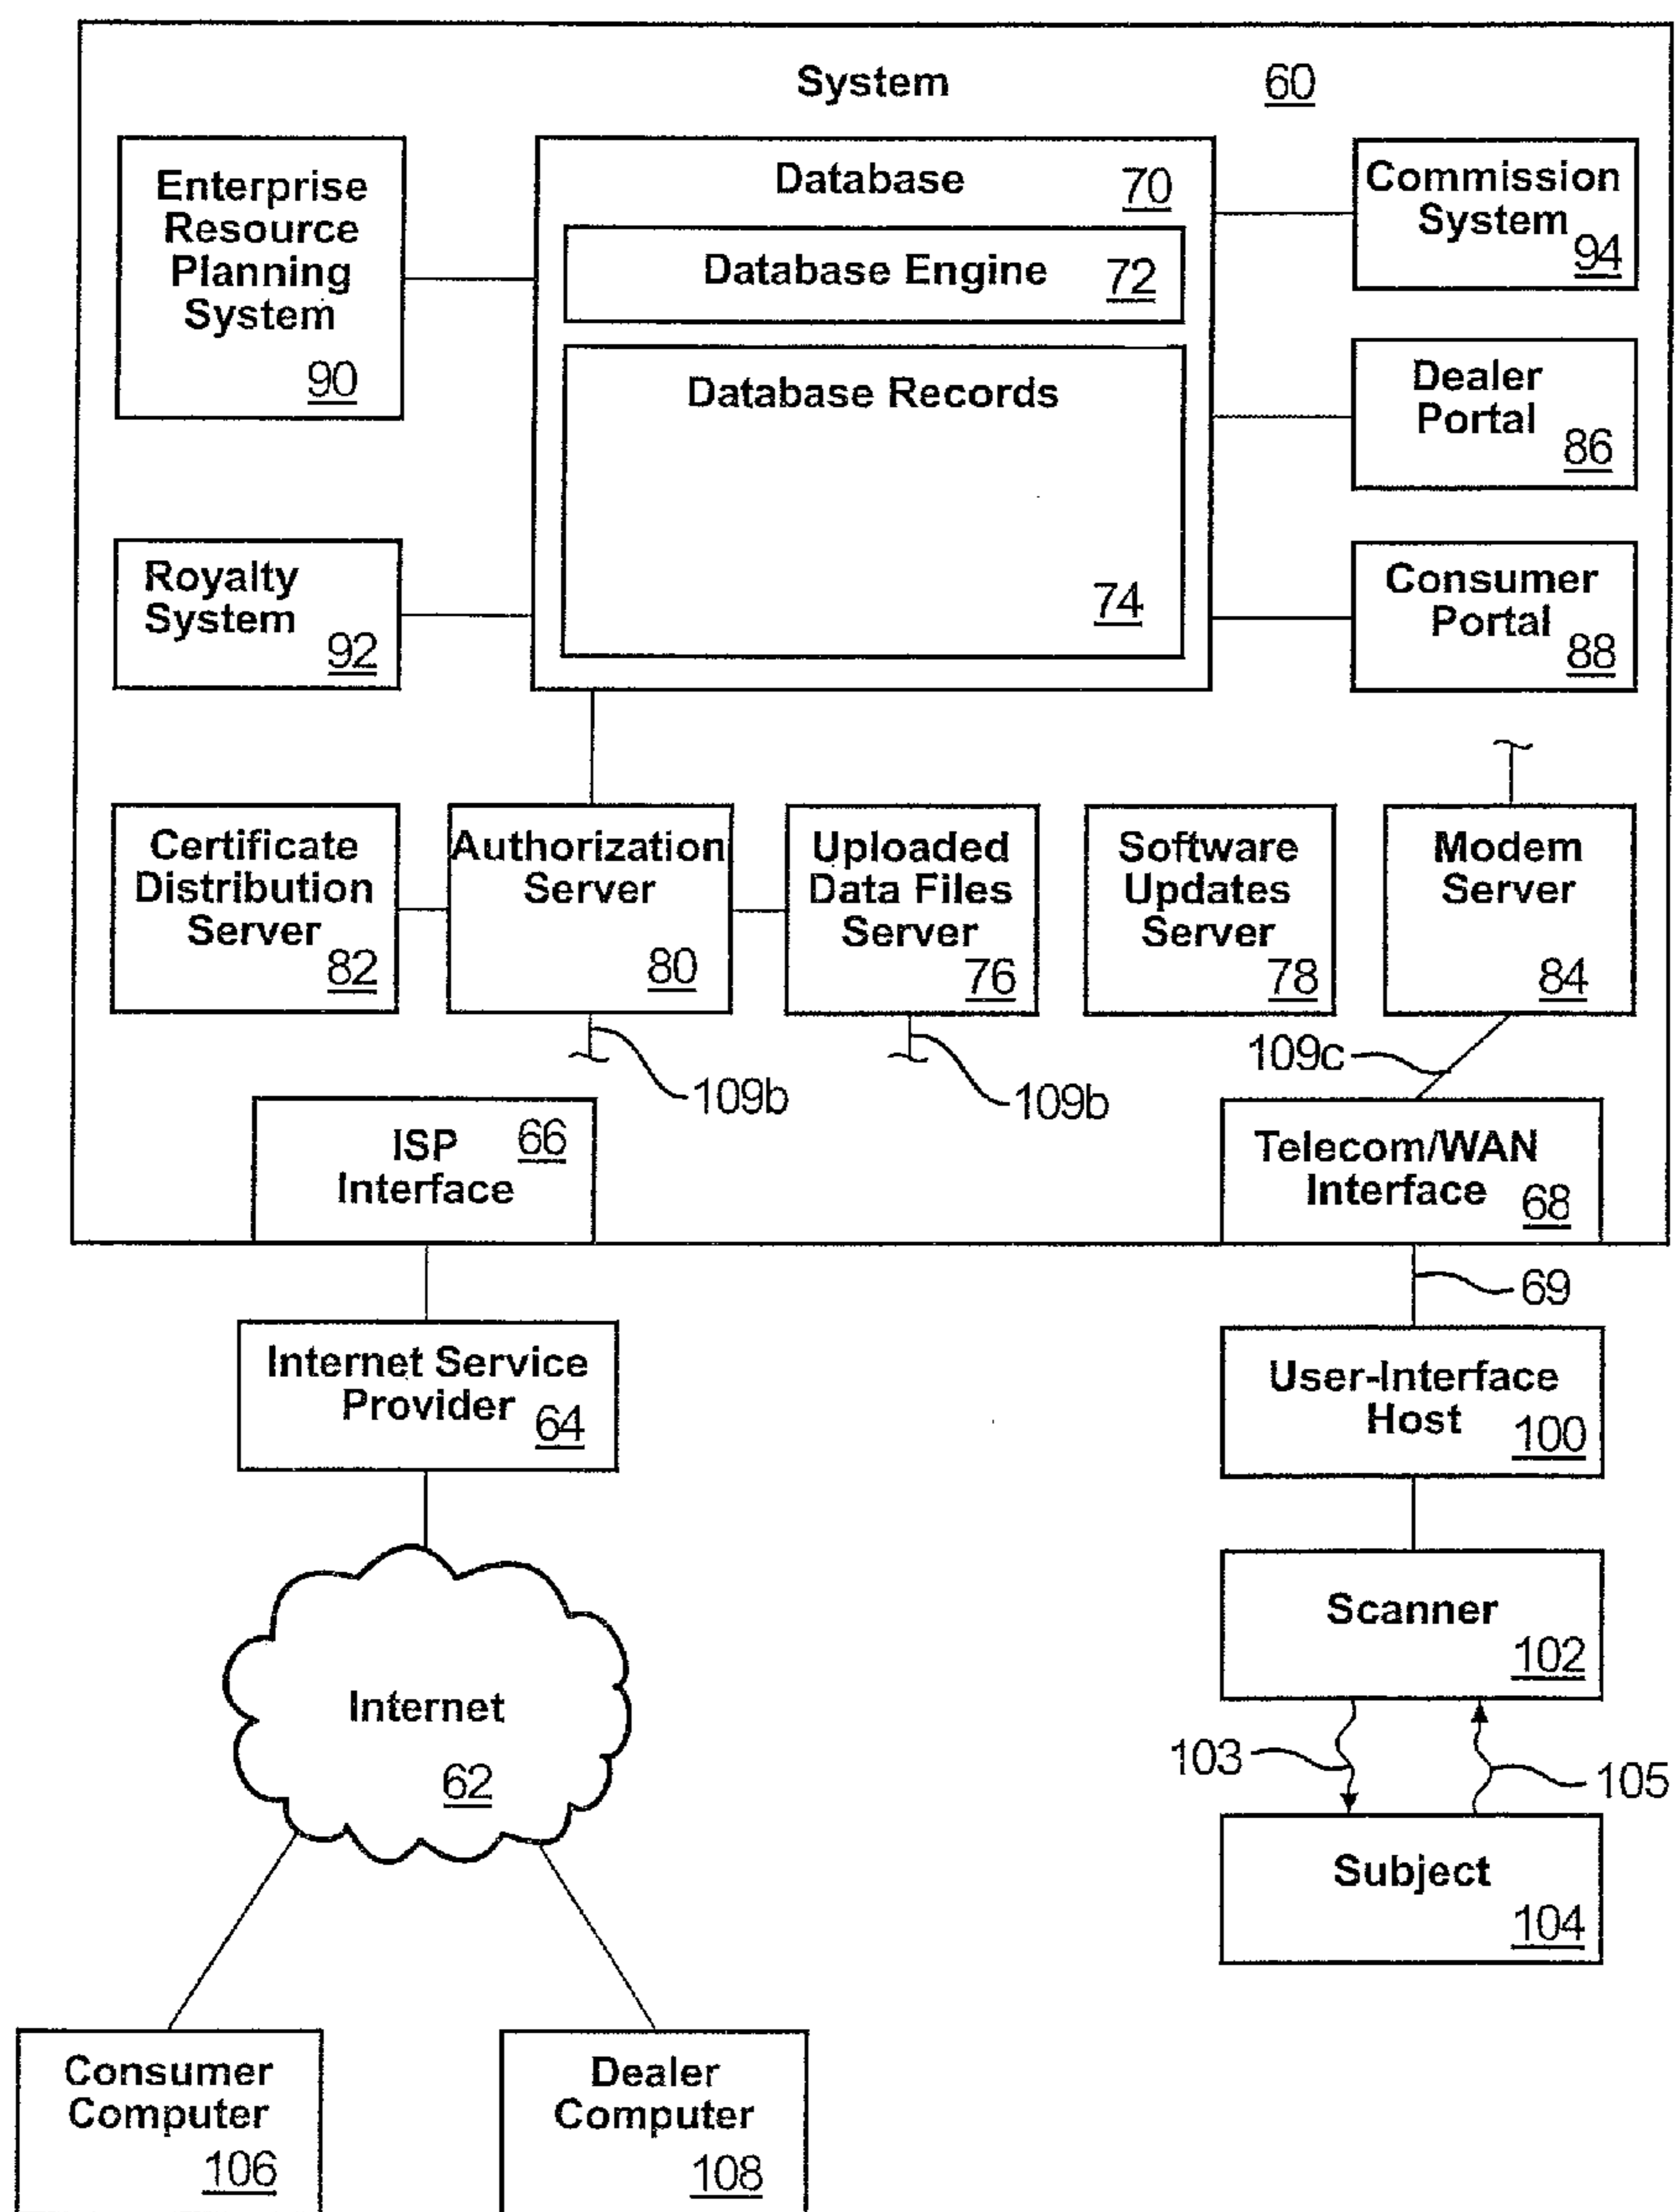 System 60
Enterprise
Resource
Planning
System
90
Database 70
Database Engine 72
Database Records
74
Commission
System
94
Dealer
Portal
86
Royalty
System
92
Consumer
Portal
88
Certificate
Distribution
Server
82
Authorization
Server
80
Uploaded
Data Files
Server
76
Software
Updates
Server
78
Modem
Server
84
109b
109b
109c
ISP 66
Interface
Telecom/WAN
Interface
68
69
Internet Service
Provider
64
User-Interface
Host
100
Internet
62
Scanner
102
103
105
Subject
104
Consumer
Computer
106
Dealer
Computer
108